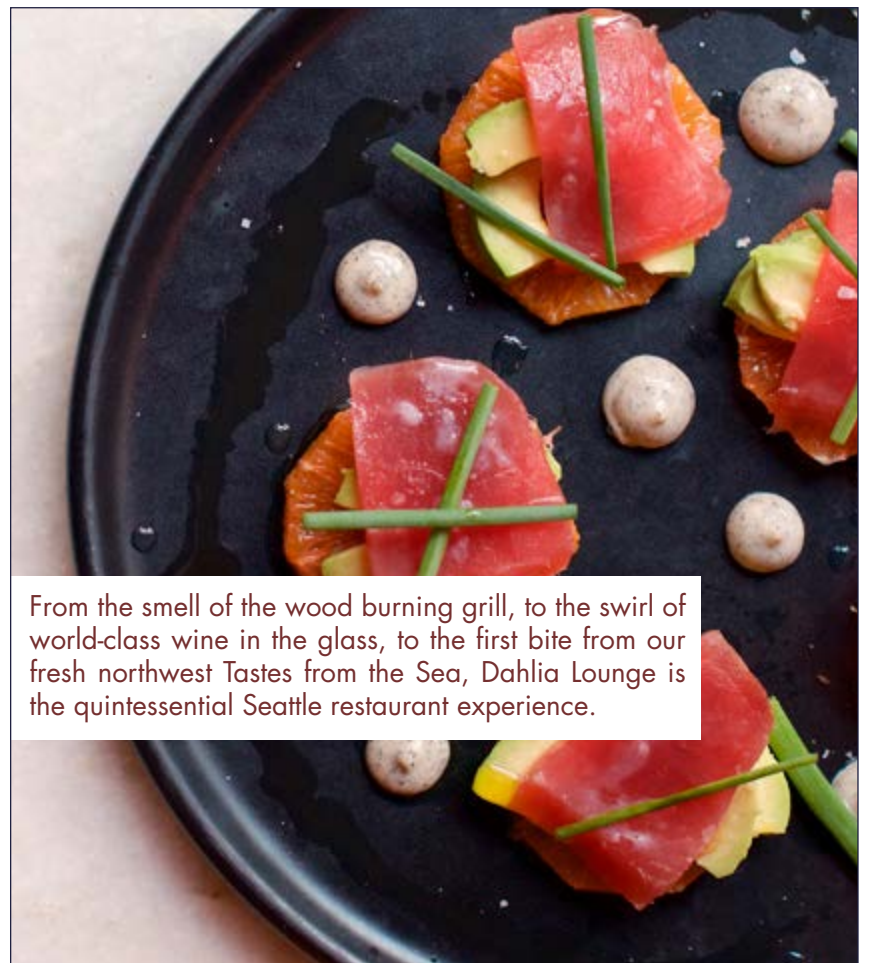 From the smell of the wood burning grill, to the swirl of
world-class wine in the glass, to the first bite from our
fresh northwest Tastes from the Sea, Dahlia Lounge is
the quintessential Seattle restaurant experience.